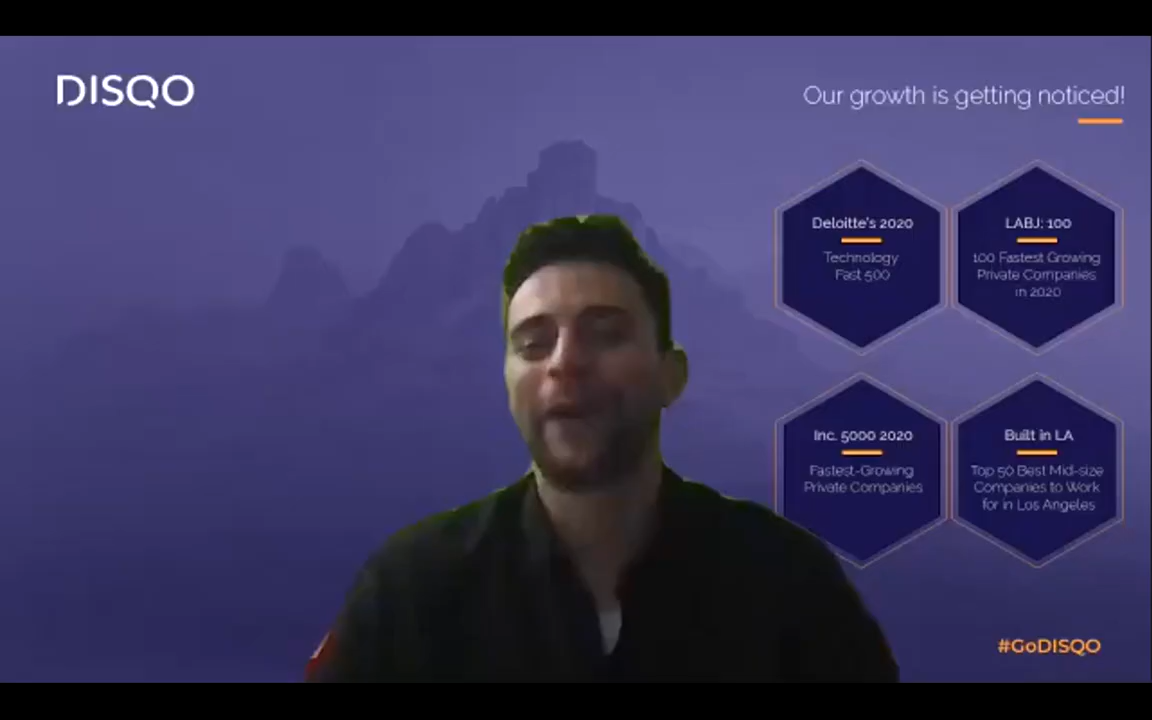 DISQO
Our growth is getting noticed!
Deloitte's 2020
Technology
Fast 500
LABJ: 100
100 Fastest Growing
Private Companies
in 2020
Inc. 5000 2020
Fastest-Growing
Private Companies
Built in LA
Top 50 Best Mid-size
Companies to Work
for in Los Angeles
#GoDISQO